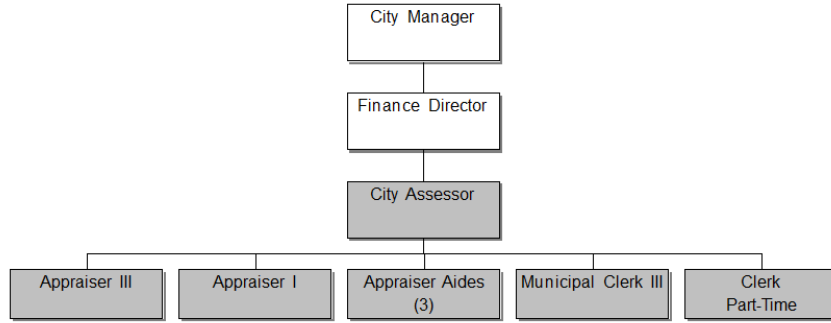 City Manager
Finance Director
City Assessor
Appraiser III
Appraiser I
Appraiser Aides
(3)
Municipal Clerk III
Clerk
Part-Time